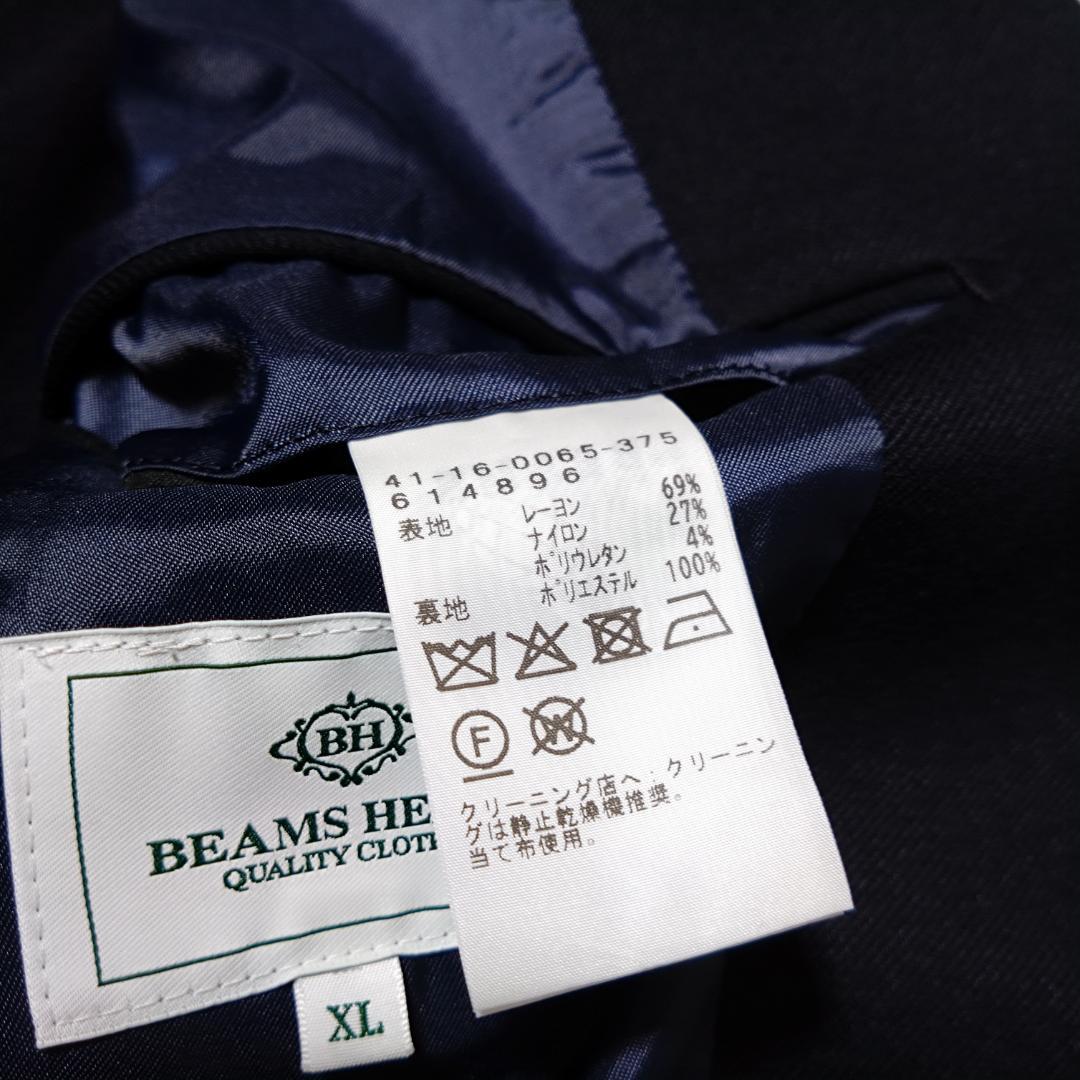 41-16-0065-375
614896
表地 レーヨン 69%
ナイロン 27%
ポリウレタン 4%
裏地 ポリエステル 100%
F
W
クリーニング店へ:クリーニン
グは静止乾燥機推奨。
当て布使用。
BH
BEAMS HE
QUALITY CLOTH
XL